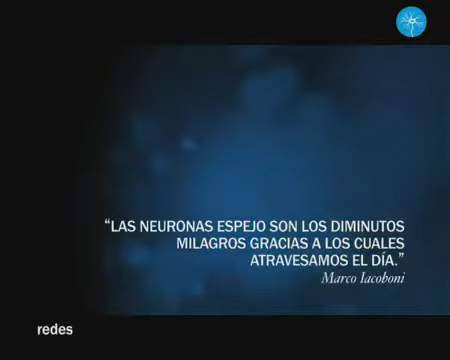 “LAS NEURONAS ESPEJO SON LOS DIMINUTOS
MILAGROS GRACIAS A LOS CUALES
ATRAVESAMOS EL DÍA.”
Marco Iacoboni
redes